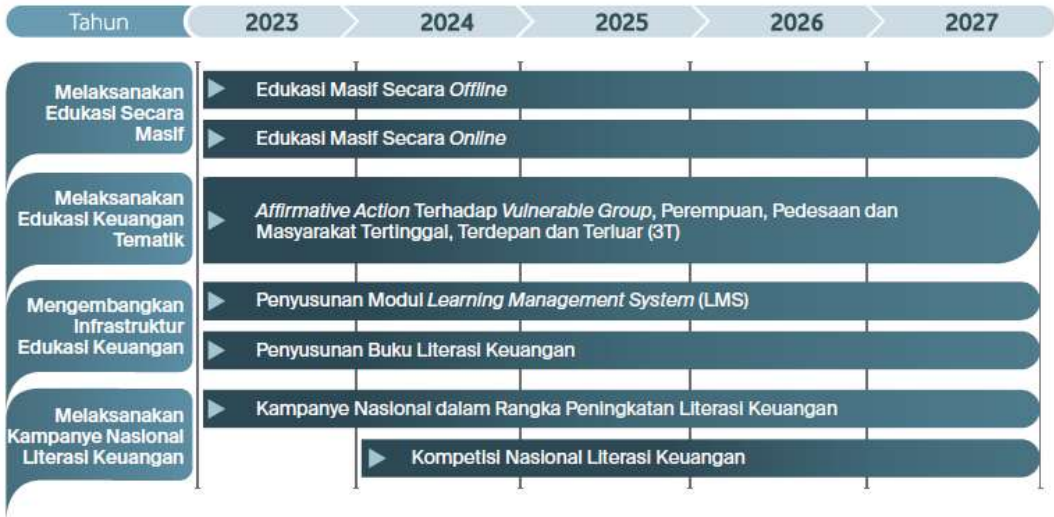 Tahun
2023
2024
2025
2026
2027
Melaksanakan
Edukasi Secara
Masif
Edukasi Masif Secara Offline
Edukasi Masif Secara Online
Melaksanakan
Edukasi Keuangan
Tematik
Affirmative Action Terhadap Vulnerable Group, Perempuan, Pedesaan dan
Masyarakat Tertinggal, Terdepan dan Terluar (3T)
Mengembangkan
Infrastruktur
Edukasi Keuangan
Penyusunan Modul Learning Management System (LMS)
Penyusunan Buku Literasi Keuangan
Melaksanakan
Kampanye Nasional
Literasi Keuangan
Kampanye Nasional dalam Rangka Peningkatan Literasi Keuangan
Kompetisi Nasional Literasi Keuangan